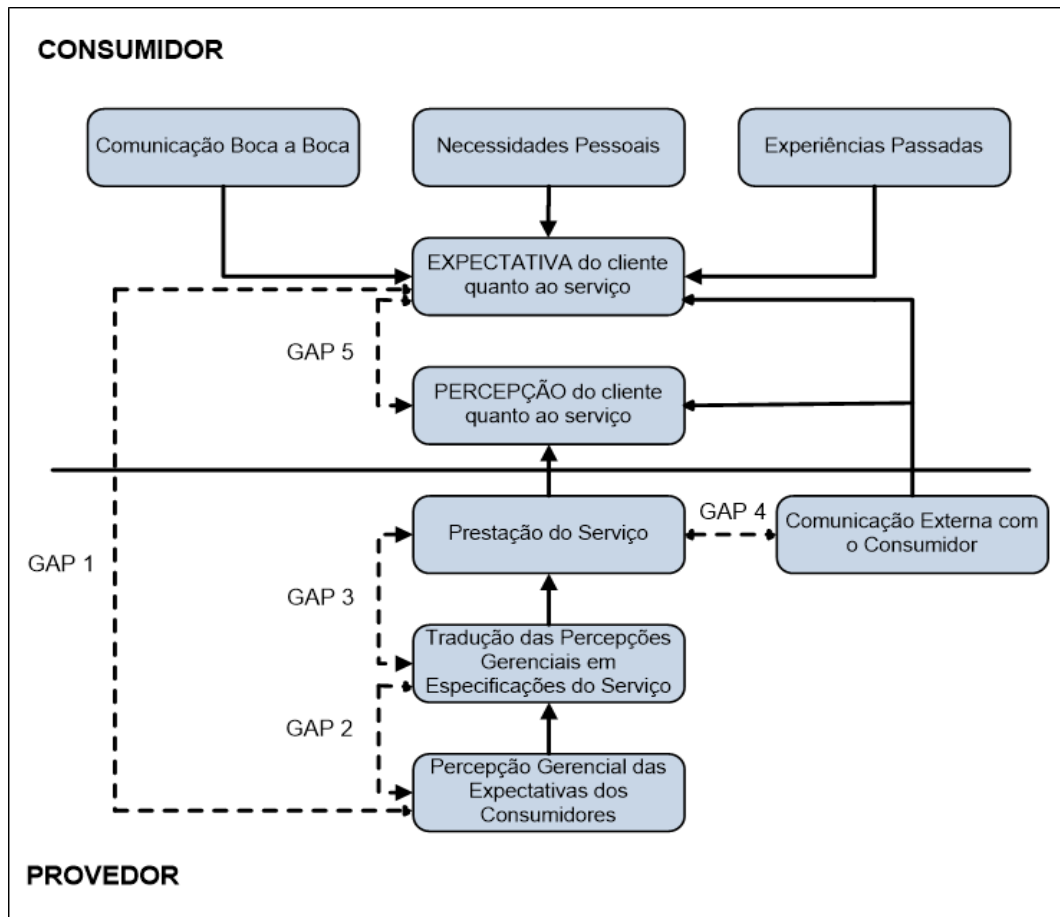 CONSUMIDOR
Comunicação Boca a Boca
Necessidades Pessoais
Experiências Passadas
EXPECTATIVA do cliente
quanto ao serviço
GAP 5
PERCEPÇÃO do cliente
quanto ao serviço
Prestação do Serviço
GAP 4
Comunicação Externa com
o Consumidor
GAP 1
GAP 3
Tradução das Percepções
Gerenciais em
Especificações do Serviço
GAP 2
Percepção Gerencial das
Expectativas dos
Consumidores
PROVEDOR